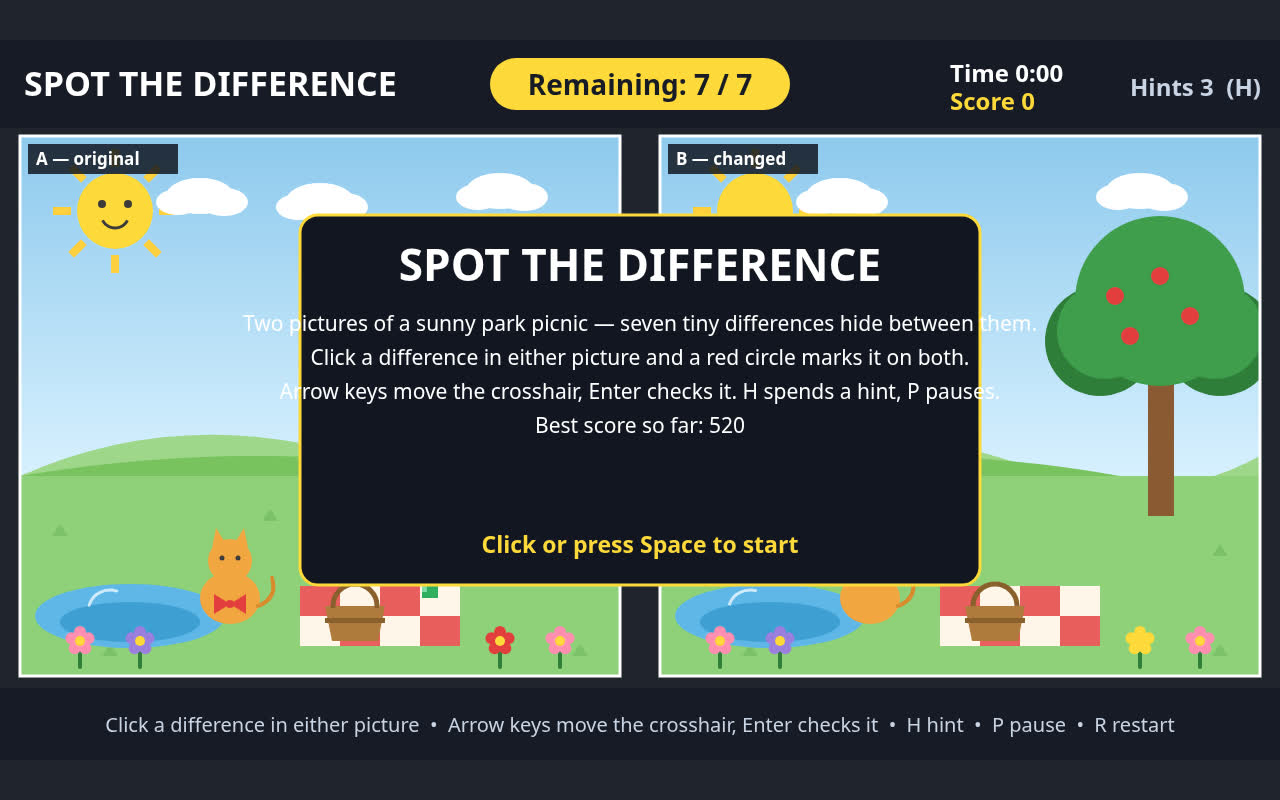 SPOT THE DIFFERENCE
Remaining: 7 / 7
Time 0:00
Score 0
Hints 3 (H)
A — original
B — changed
SPOT THE DIFFERENCE
Two pictures of a sunny park picnic — seven tiny differences hide between them.
Click a difference in either picture and a red circle marks it on both.
Arrow keys move the crosshair, Enter checks it. H spends a hint, P pauses.
Best score so far: 520
Click or press Space to start
Click a difference in either picture • Arrow keys move the crosshair, Enter checks it • H hint • P pause • R restart